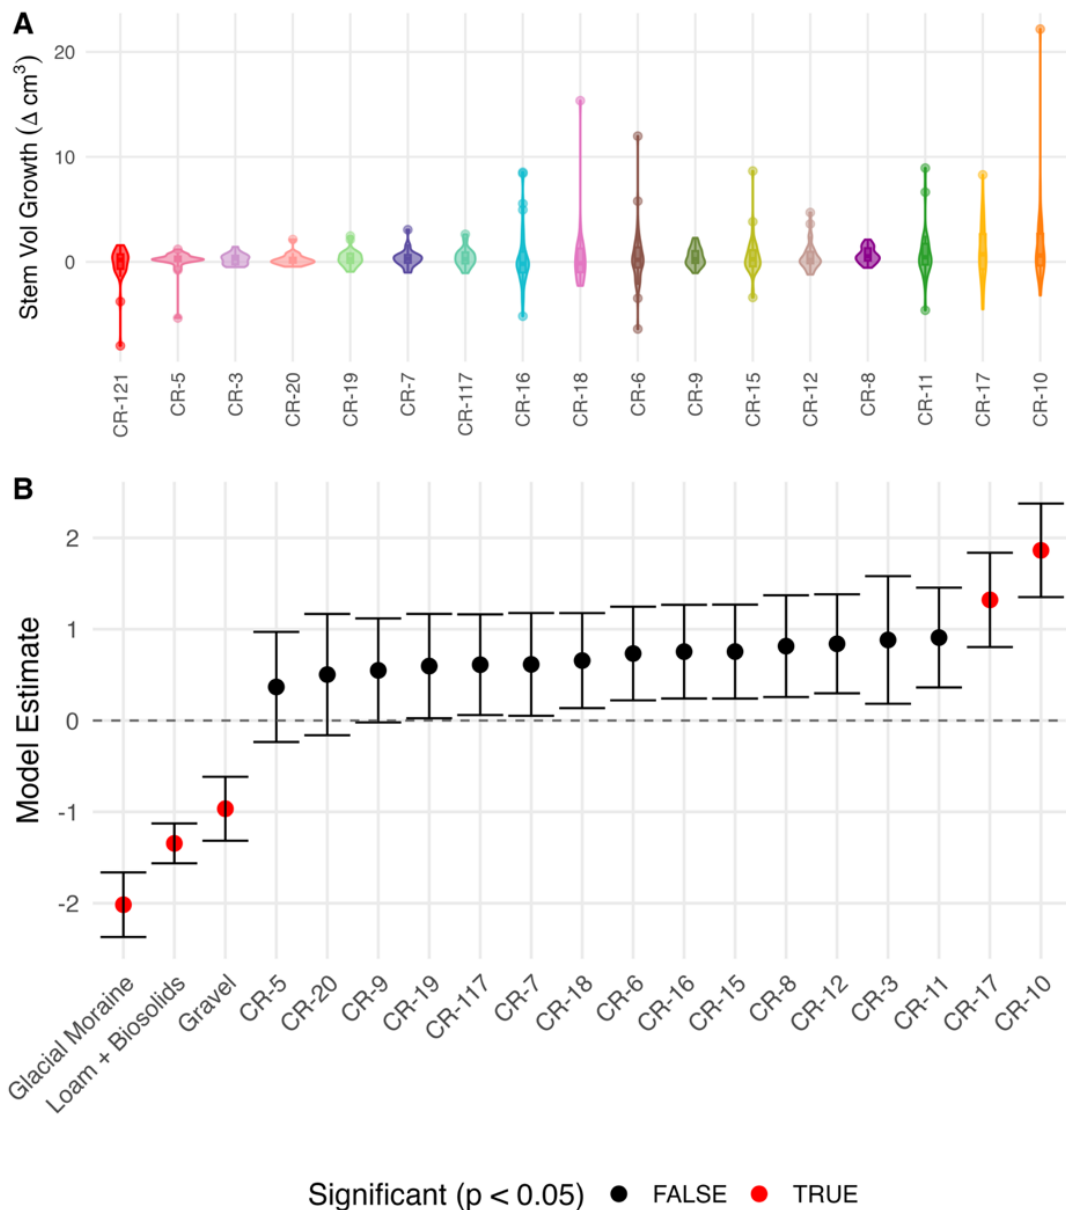 A
Stem Vol Growth (Δ cm³)
20
10
0
CR-121 CR-5 CR-3 CR-20 CR-19 CR-7 CR-117 CR-16 CR-18 CR-6 CR-9 CR-15 CR-12 CR-8 CR-11 CR-17 CR-10
B
Model Estimate
2
1
0
-1
-2
Glacial Moraine Loam + Biosolids Gravel CR-5 CR-20 CR-9 CR-19 CR-117 CR-7 CR-18 CR-6 CR-16 CR-15 CR-8 CR-12 CR-3 CR-11 CR-17 CR-10
Significant (p < 0.05) FALSE TRUE